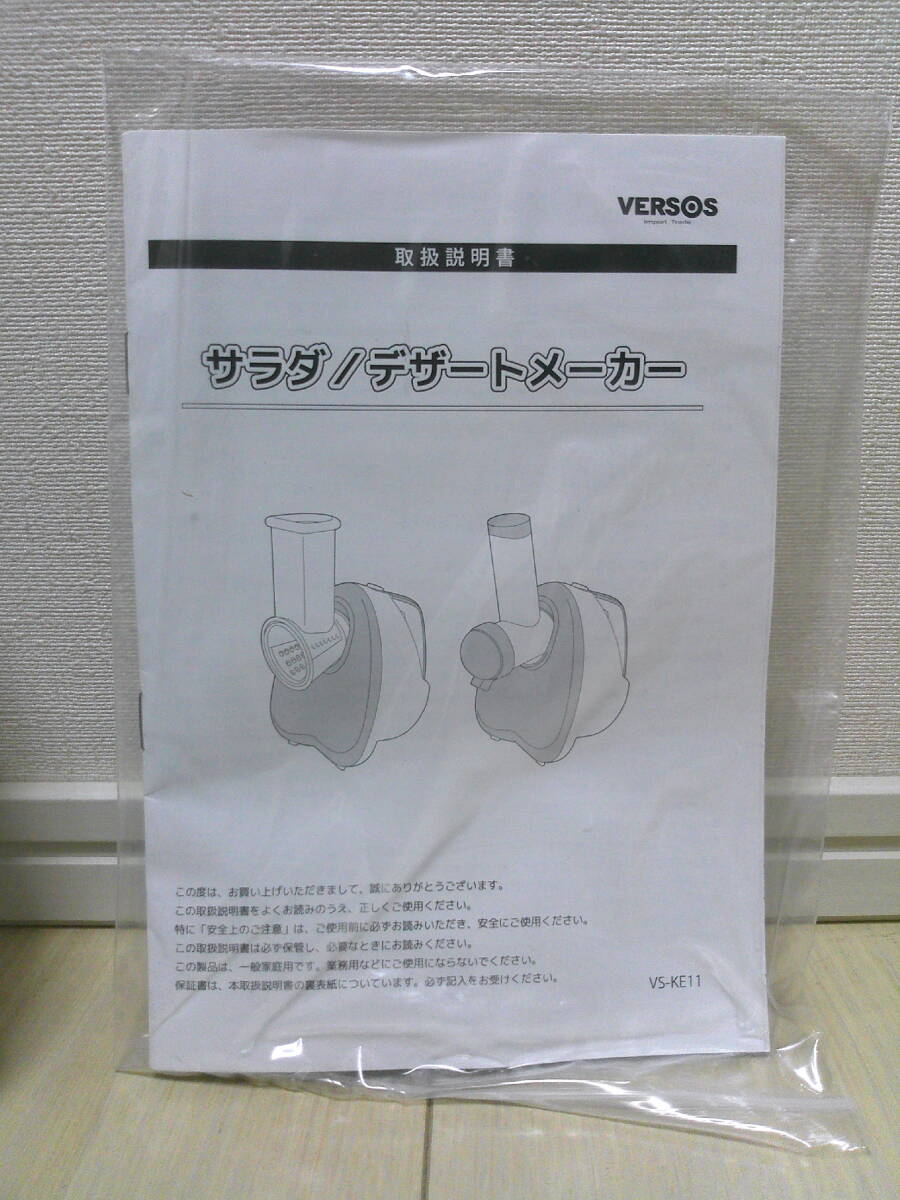 VERSOS
Import Trade
取扱説明書
サラダ/デザートメーカー
この度は、お買い上げいただきまして、誠にありがとうございます。
この取扱説明書をよくお読みのうえ、正しくご使用ください。
特に「安全上のご注意」は、ご使用前に必ずお読みいただき、安全にご使用ください。
この取扱説明書は必ず保管し、必要なときにお読みください。
この製品は、一般家庭用です。業務用などにご使用にならないでください。
保証書は、本取扱説明書の裏表紙についています。必ず記入をお受けください。
VS-KE11